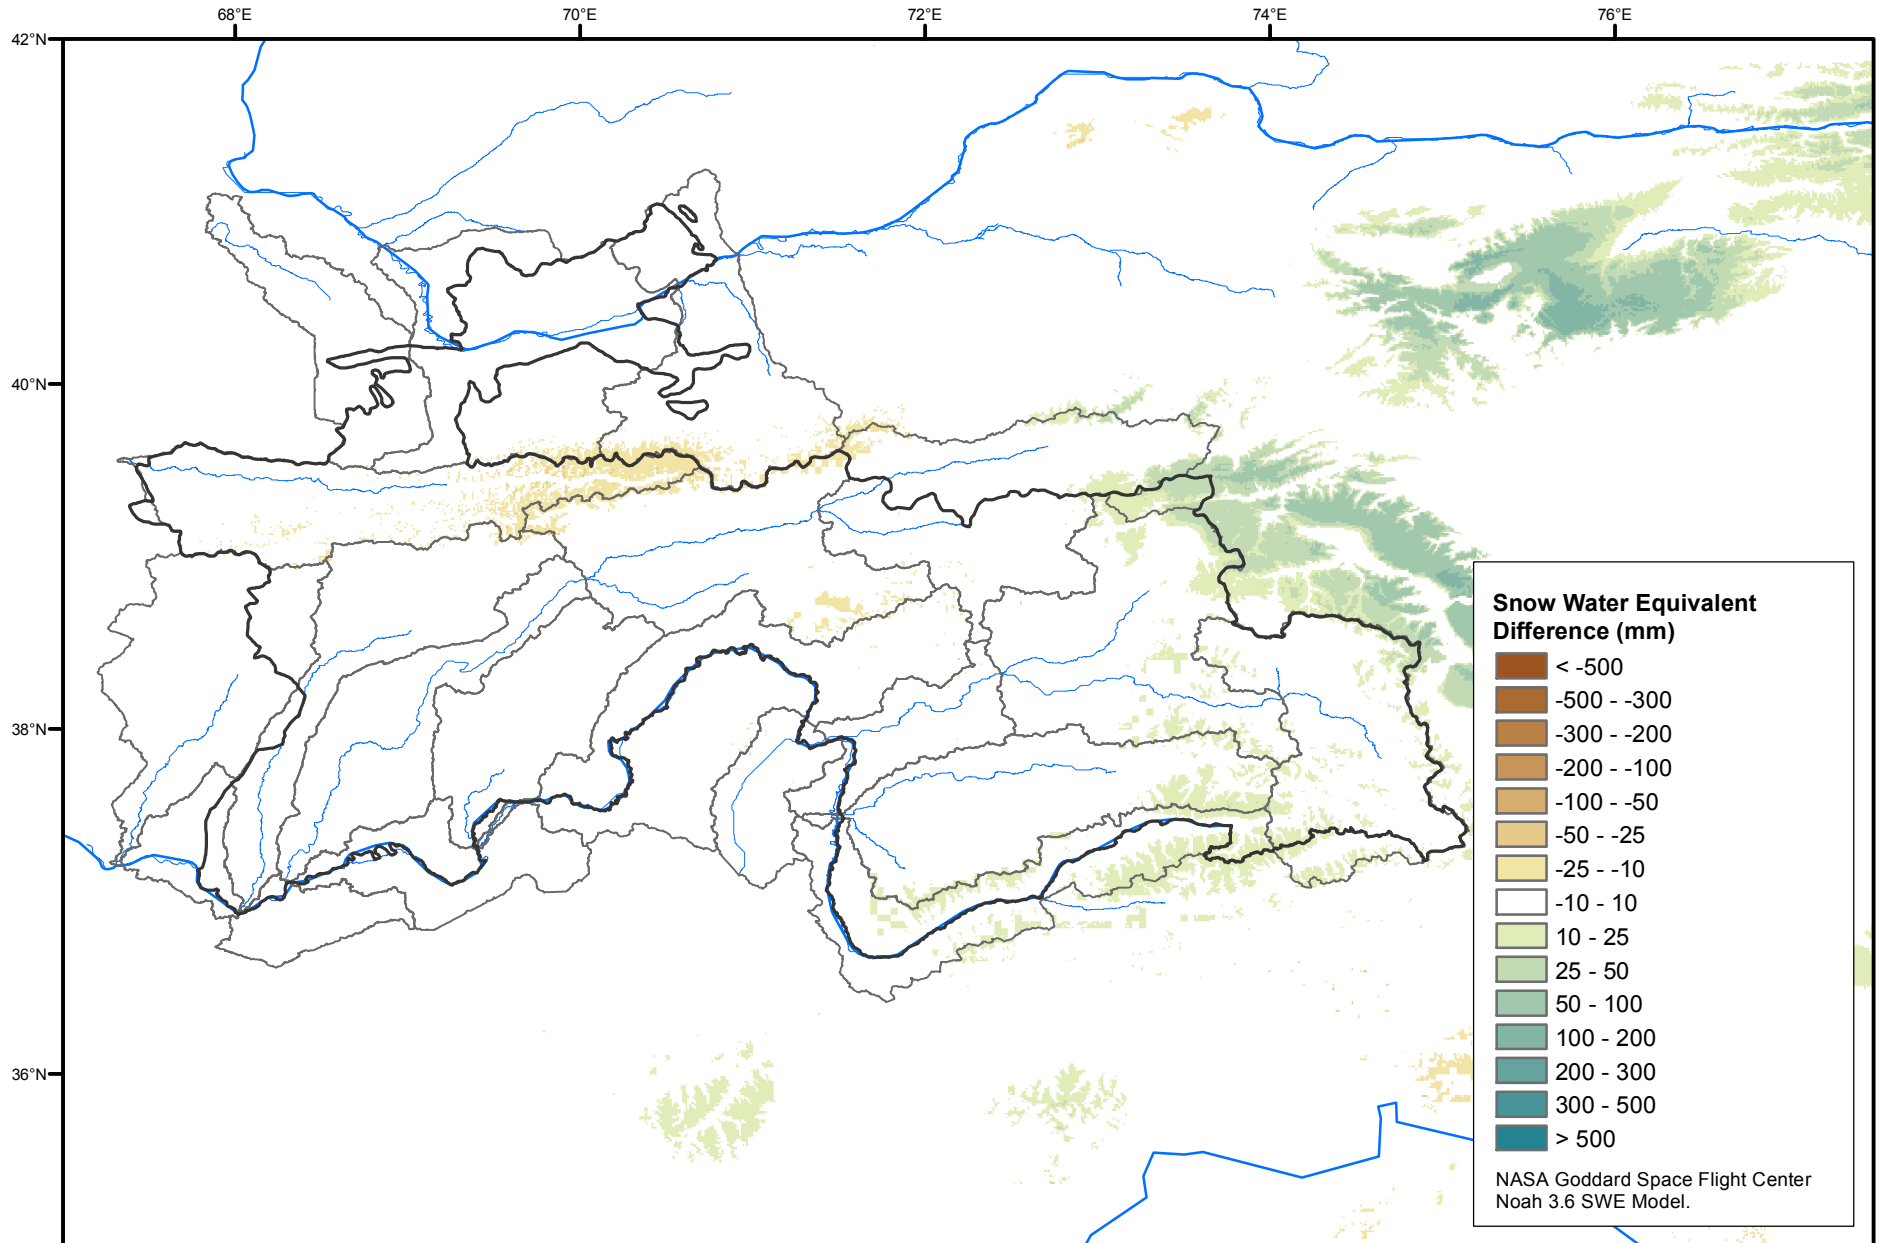 68°E
70°E
72°E
74°E
76°E
42°N
40°N
38°N
36°N
Snow Water Equivalent
Difference (mm)
< -500
-500 - -300
-300 - -200
-200 - -100
-100 - -50
-50 - -25
-25 - -10
-10 - 10
10 - 25
25 - 50
50 - 100
100 - 200
200 - 300
300 - 500
> 500
NASA Goddard Space Flight Center
Noah 3.6 SWE Model.